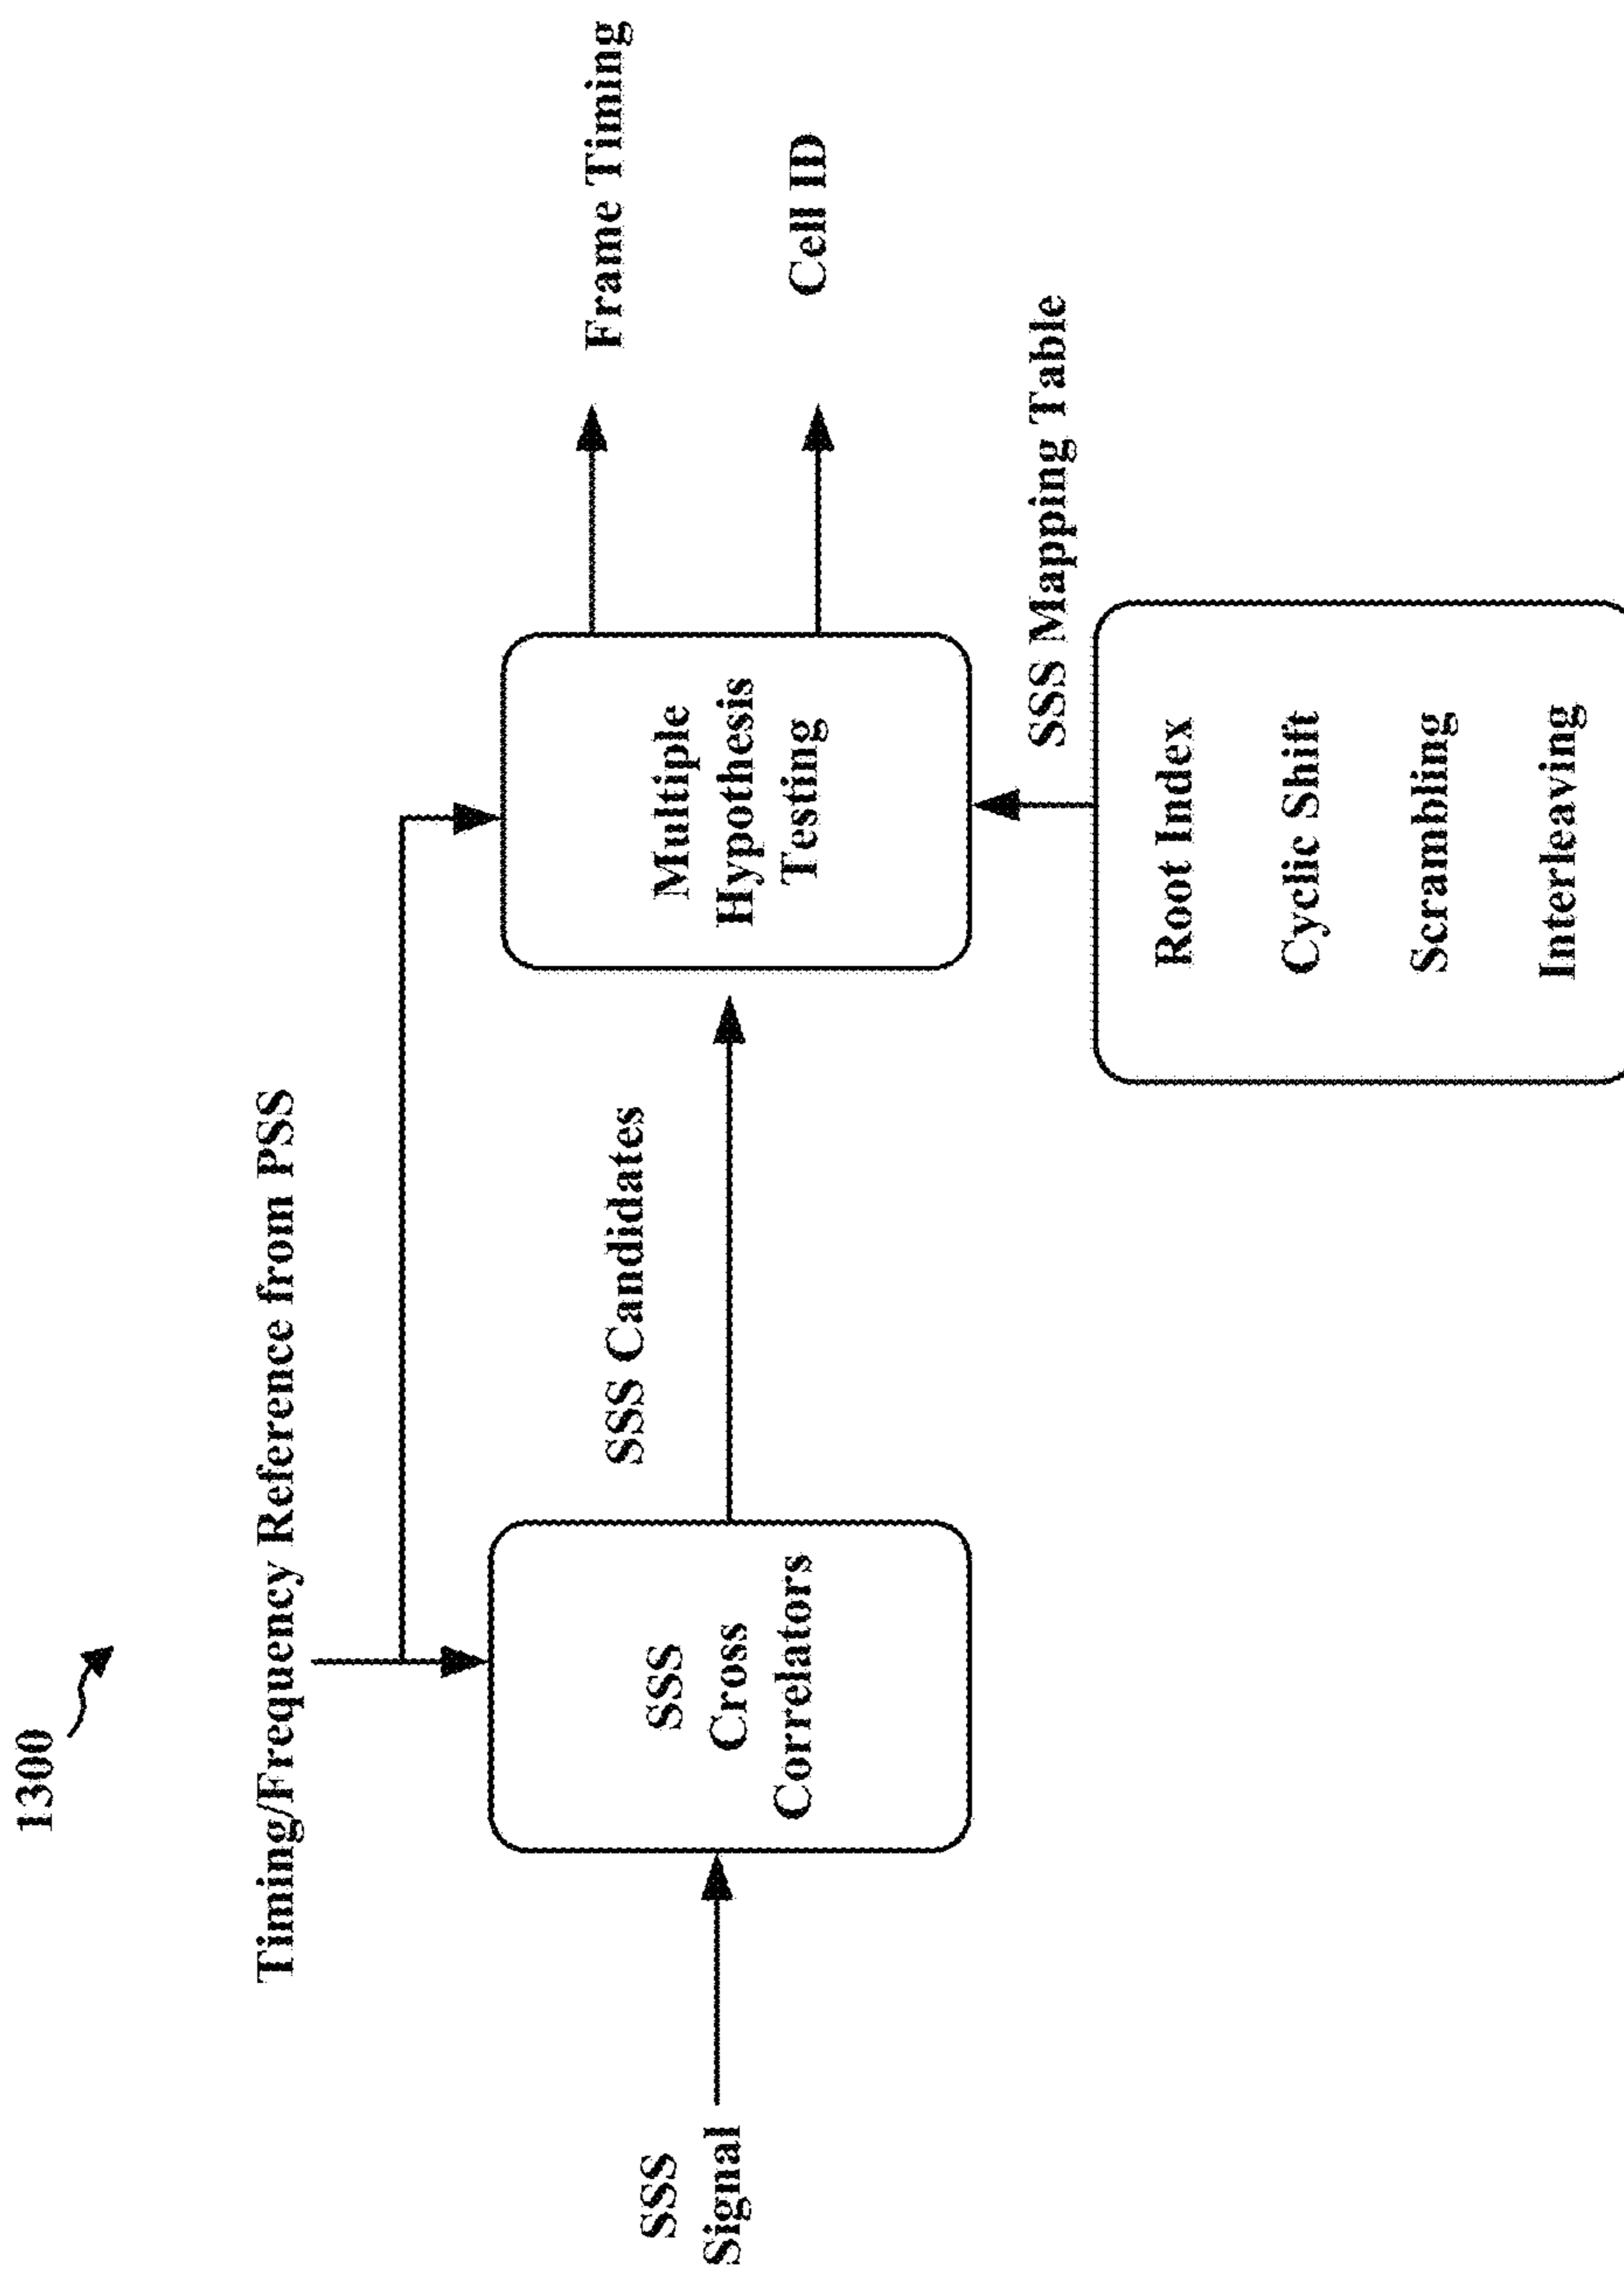 1300
Timing/Frequency Reference from PSS
SSS
Signal
SSS
Cross
Correlators
SSS Candidates
Multiple
Hypothesis
Testing
Frame Timing
Cell ID
SSS Mapping Table
Root Index
Cyclic Shift
Scrambling
Interleaving